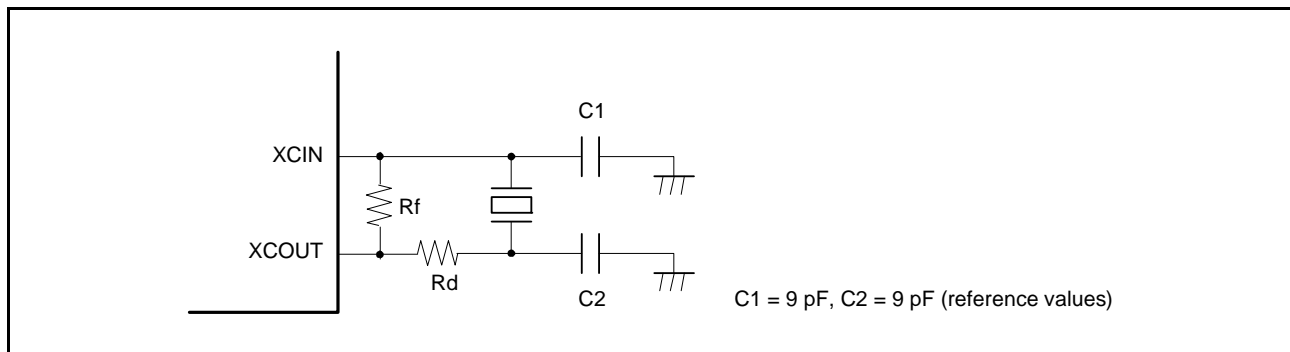 C1
XCIN
Rf
XCOUT
Rd
C2
C1 = 9 pF, C2 = 9 pF (reference values)